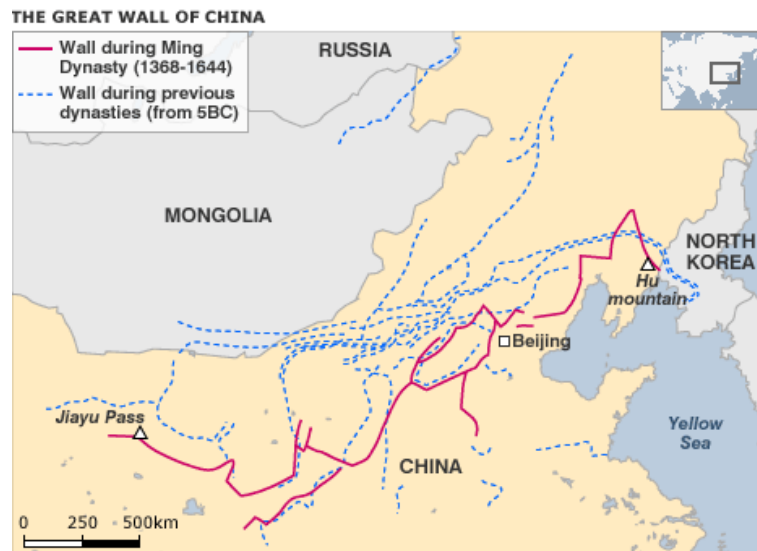 THE GREAT WALL OF CHINA
Wall during Ming
Dynasty (1368-1644)
Wall during previous
dynasties (from 5BC)
RUSSIA
MONGOLIA
NORTH
KOREA
Hu
mountain
Beijing
Jiayu Pass
Yellow
Sea
CHINA
0 250 500km